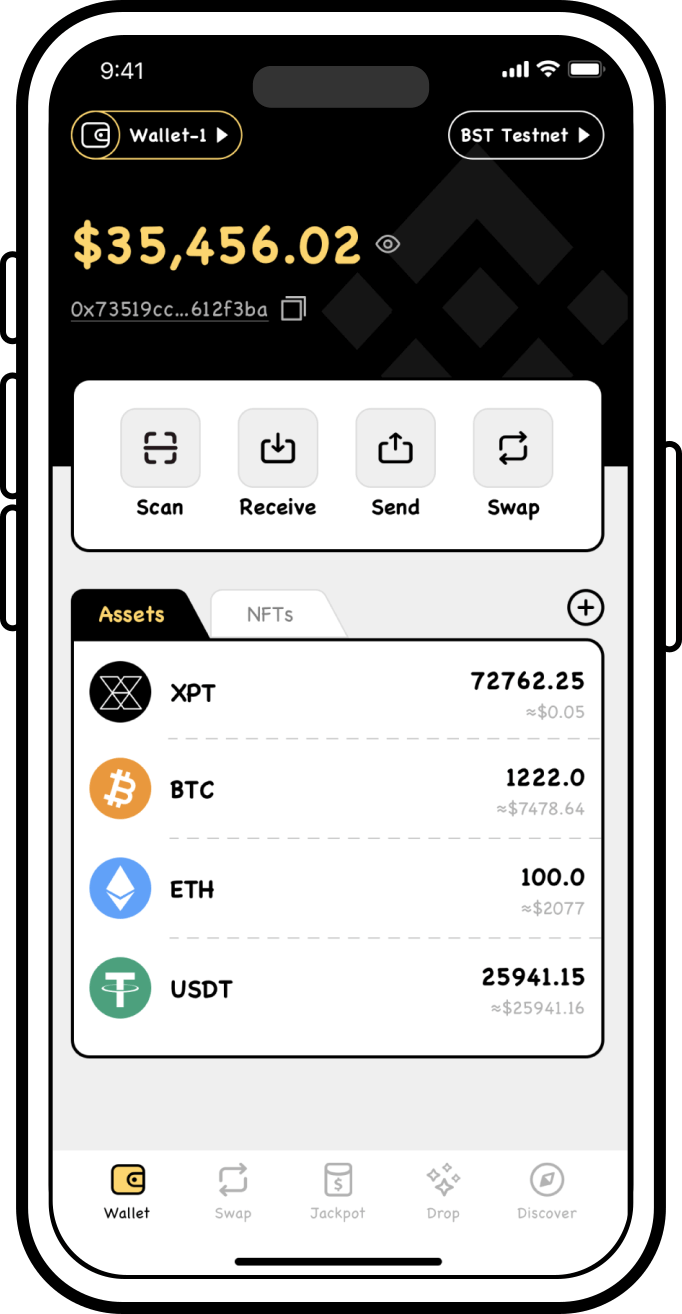 9:41
Wallet-1
BST Testnet
$35,456.02
0x73519cc...612f3ba
Scan
Receive
Send
Swap
Assets
NFTs
XPT
72762.25
≈$0.05
BTC
1222.0
≈$7478.64
ETH
100.0
≈$2077
USDT
25941.15
≈$25941.16
Wallet
Swap
Jackpot
Drop
Discover